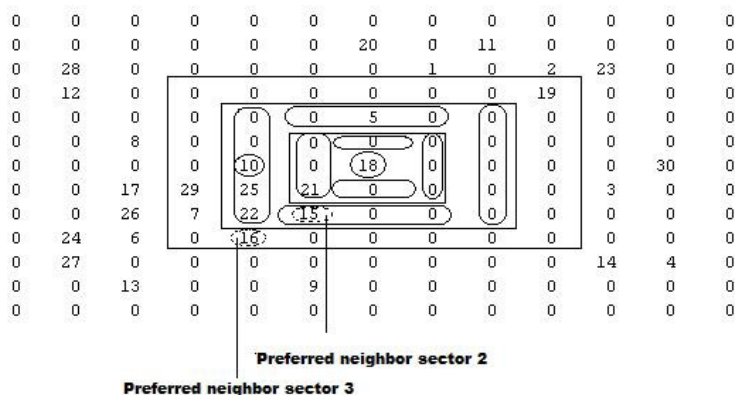 0 0 0 0 0 0 0 0 0 0 0 0 0
0 0 0 0 0 0 20 0 11 0 0 0 0
0 28 0 0 0 0 0 1 0 2 23 0 0
0 12 0 0 0 0 0 0 0 19 0 0 0
0 0 0 0 0 0 5 0 0 0 0 0 0
0 0 8 0 0 0 0 0 0 0 0 0 0
0 0 0 0 10 0 18 0 0 0 0 30 0
0 0 17 29 25 21 0 0 0 0 3 0 0
0 0 26 7 22 15 0 0 0 0 0 0 0
0 24 6 0 16 0 0 0 0 0 0 0 0
0 27 0 0 0 0 0 0 0 0 14 4 0
0 0 13 0 0 9 0 0 0 0 0 0 0
0 0 0 0 0 0 0 0 0 0 0 0 0
Preferred neighbor sector 2
Preferred neighbor sector 3